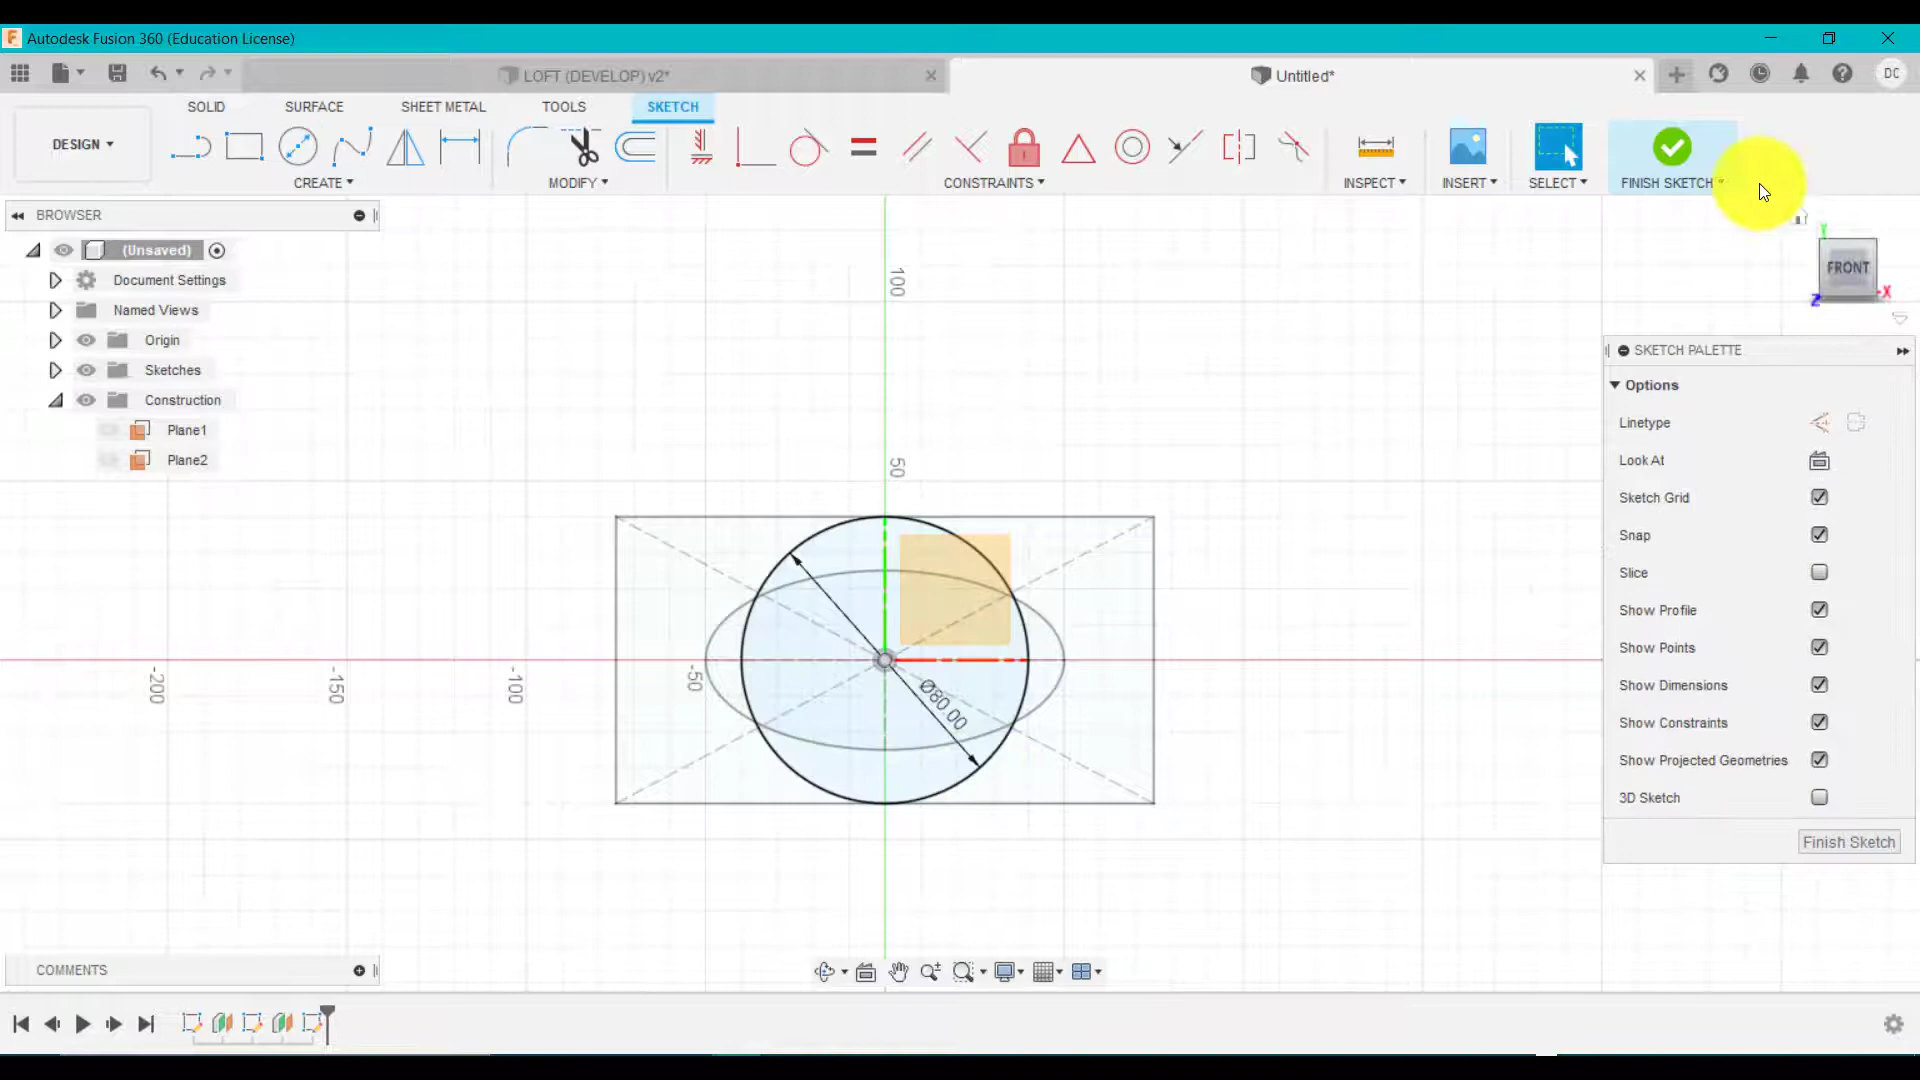 Autodesk Fusion 360 (Education License)
LOFT (DEVELOP) v2*
Untitled*
DC
SOLID
SURFACE
SHEET METAL
TOOLS
SKETCH
DESIGN
CREATE
MODIFY
CONSTRAINTS
INSPECT
INSERT
SELECT
FINISH SKETCH
BROWSER
(Unsaved)
Document Settings
Named Views
Origin
Sketches
Construction
Plane1
Plane2
100
50
-200
-150
-100
-50
Ø80.00
Y
FRONT
X
Z
SKETCH PALETTE
Options
Linetype
Look At
Sketch Grid
Snap
Slice
Show Profile
Show Points
Show Dimensions
Show Constraints
Show Projected Geometries
3D Sketch
Finish Sketch
COMMENTS